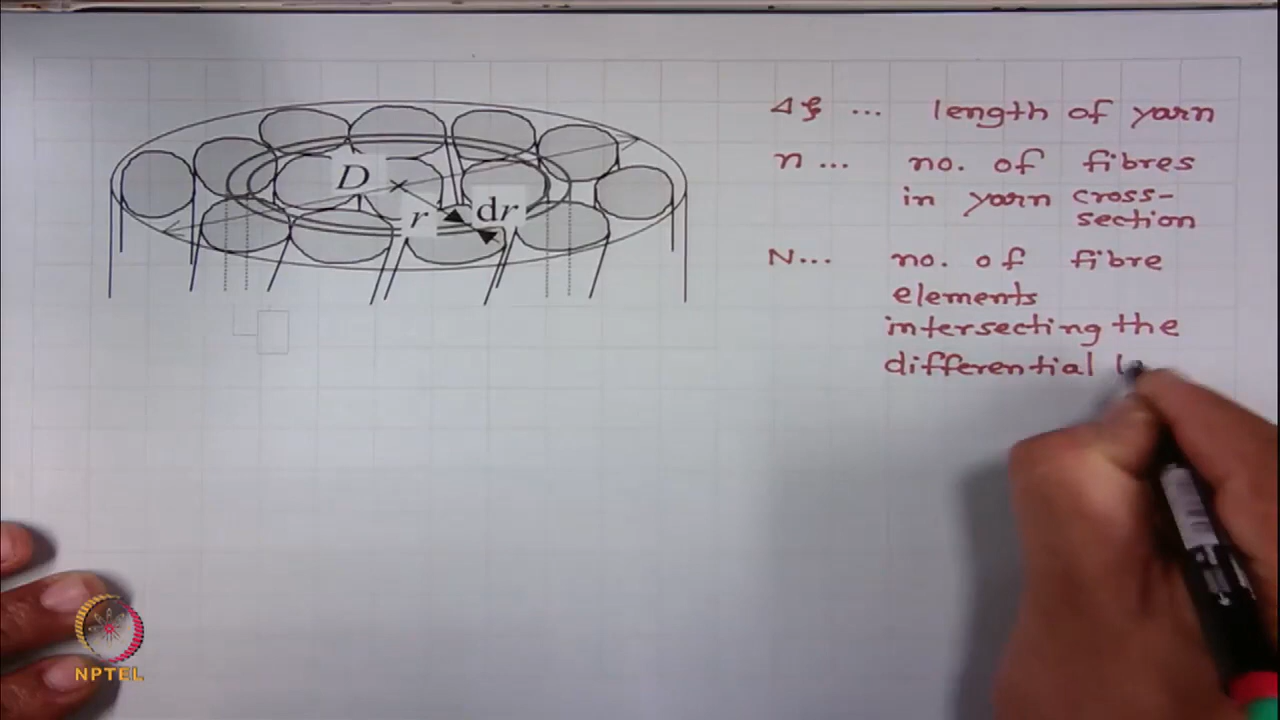 D
r
dr
Δξ ... length of yarn
n ... no. of fibres
in yarn cross-
section
N... no. of fibre
elements
intersecting the
differential
NPTEL